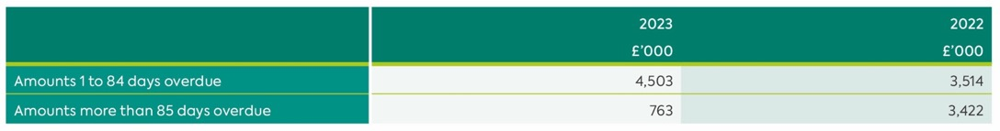 2023 2022
£'000 £'000
Amounts 1 to 84 days overdue 4,503 3,514
Amounts more than 85 days overdue 763 3,422